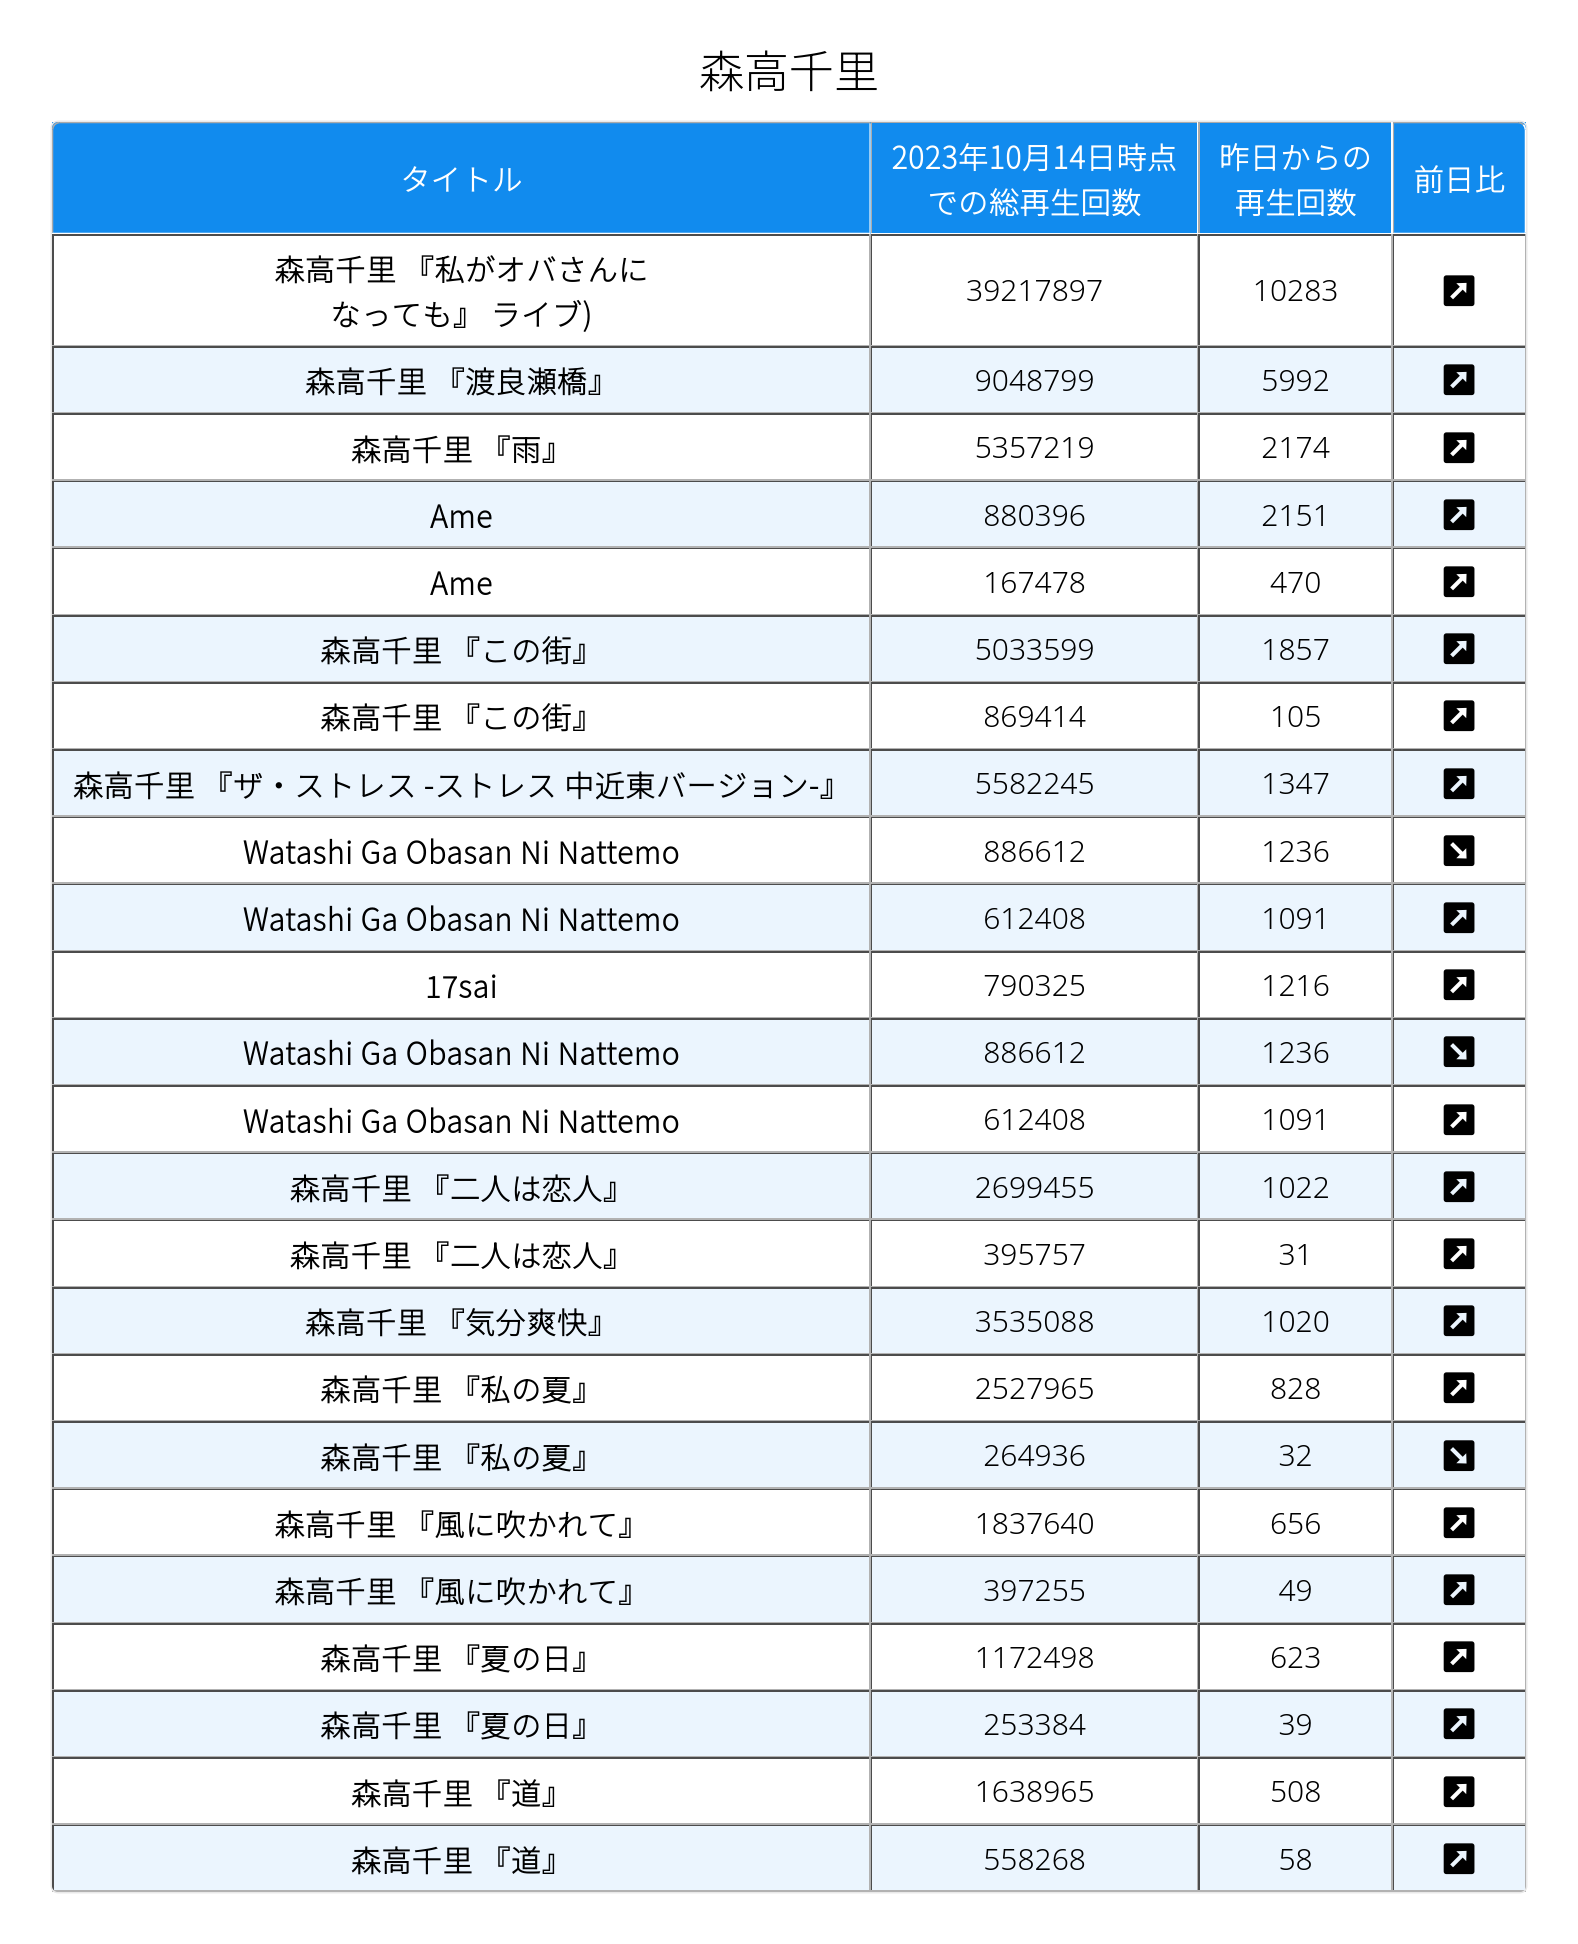 森高千里
タイトル
2023年10月14日時点
での総再生回数
昨日からの
再生回数
前日比
森高千里 『私がオバさんに
なっても』 ライブ)
39217897
10283
森高千里 『渡良瀬橋』
9048799
5992
森高千里 『雨』
5357219
2174
Ame
880396
2151
Ame
167478
470
森高千里 『この街』
5033599
1857
森高千里 『この街』
869414
105
森高千里 『ザ・ストレス -ストレス 中近東バージョン-』
5582245
1347
Watashi Ga Obasan Ni Nattemo
886612
1236
Watashi Ga Obasan Ni Nattemo
612408
1091
17sai
790325
1216
Watashi Ga Obasan Ni Nattemo
886612
1236
Watashi Ga Obasan Ni Nattemo
612408
1091
森高千里 『二人は恋人』
2699455
1022
森高千里 『二人は恋人』
395757
31
森高千里 『気分爽快』
3535088
1020
森高千里 『私の夏』
2527965
828
森高千里 『私の夏』
264936
32
森高千里 『風に吹かれて』
1837640
656
森高千里 『風に吹かれて』
397255
49
森高千里 『夏の日』
1172498
623
森高千里 『夏の日』
253384
39
森高千里 『道』
1638965
508
森高千里 『道』
558268
58